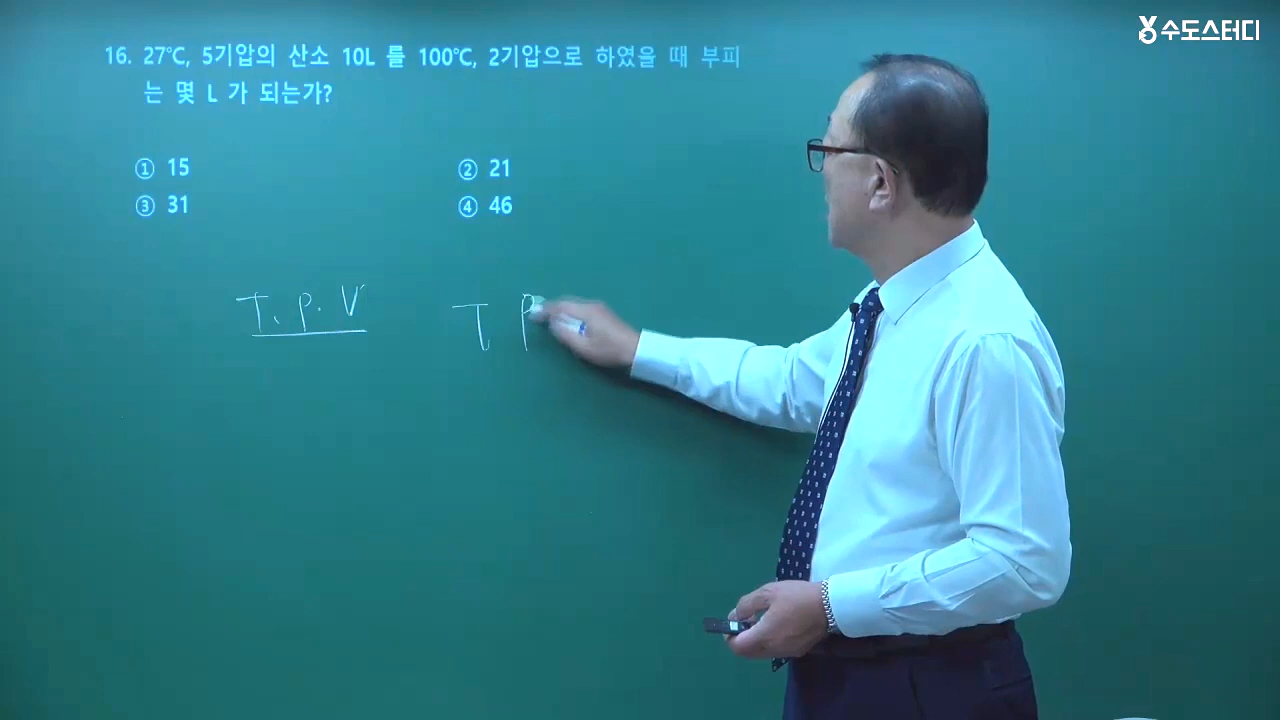 수도스터디
16. 27℃, 5기압의 산소 10L 를 100℃, 2기압으로 하였을 때 부피
는 몇 L 가 되는가?
① 15 ② 21
③ 31 ④ 46
T. P. V T P